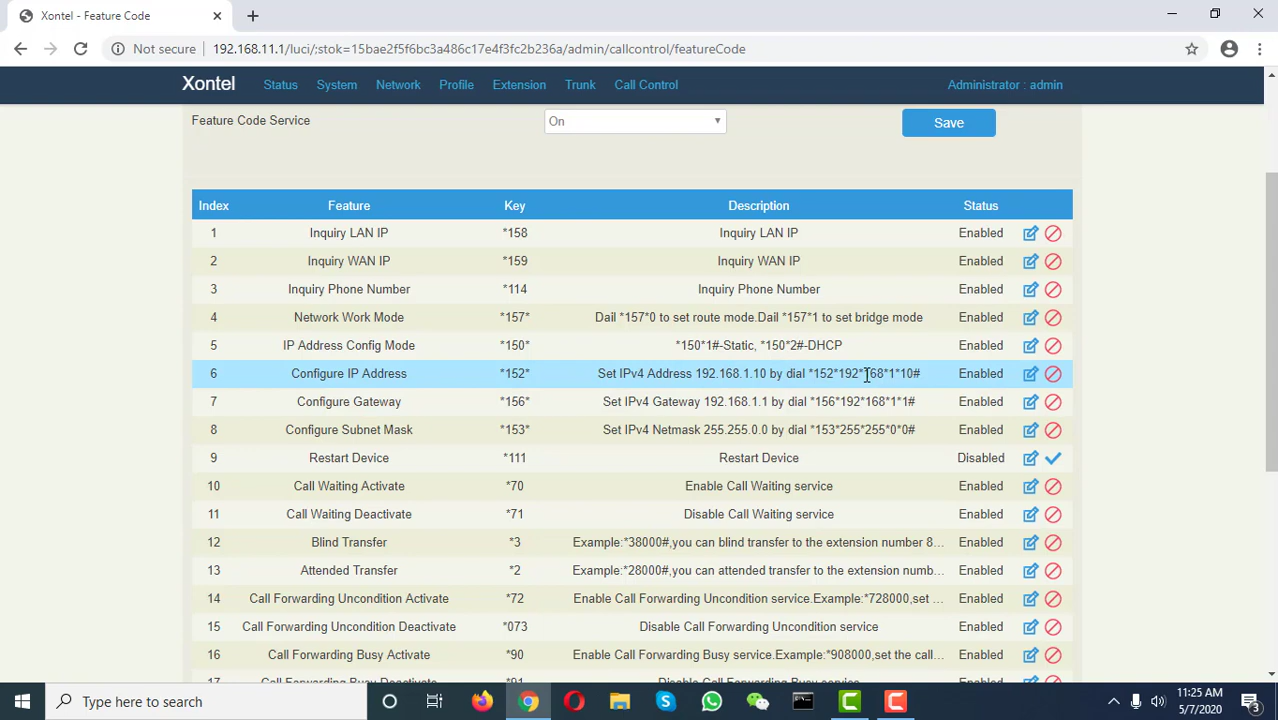 Xontel - Feature Code
Not secure 192.168.11.1/luci/;stok=15bae2f5f6bc3a486c17e4f3fc2b236a/admin/callcontrol/featureCode
Xontel Status System Network Profile Extension Trunk Call Control Administrator : admin
Feature Code Service On Save
Index Feature Key Description Status
1 Inquiry LAN IP *158 Inquiry LAN IP Enabled
2 Inquiry WAN IP *159 Inquiry WAN IP Enabled
3 Inquiry Phone Number *114 Inquiry Phone Number Enabled
4 Network Work Mode *157* Dail *157*0 to set route mode.Dail *157*1 to set bridge mode Enabled
5 IP Address Config Mode *150* *150*1#-Static, *150*2#-DHCP Enabled
6 Configure IP Address *152* Set IPv4 Address 192.168.1.10 by dial *152*192*168*1*10# Enabled
7 Configure Gateway *156* Set IPv4 Gateway 192.168.1.1 by dial *156*192*168*1*1# Enabled
8 Configure Subnet Mask *153* Set IPv4 Netmask 255.255.0.0 by dial *153*255*255*0*0# Enabled
9 Restart Device *111 Restart Device Disabled
10 Call Waiting Activate *70 Enable Call Waiting service Enabled
11 Call Waiting Deactivate *71 Disable Call Waiting service Enabled
12 Blind Transfer *3 Example:*38000#,you can blind transfer to the extension number 8... Enabled
13 Attended Transfer *2 Example:*28000#,you can attended transfer to the extension numb... Enabled
14 Call Forwarding Uncondition Activate *72 Enable Call Forwarding Uncondition service.Example:*728000,set ... Enabled
15 Call Forwarding Uncondition Deactivate *073 Disable Call Forwarding Uncondition service Enabled
16 Call Forwarding Busy Activate *90 Enable Call Forwarding Busy service.Example:*908000,set the call... Enabled
17 Call Forwarding Busy Deactivate *91 Disable Call Forwarding Busy service Enabled
Type here to search
11:25 AM
5/7/2020
3